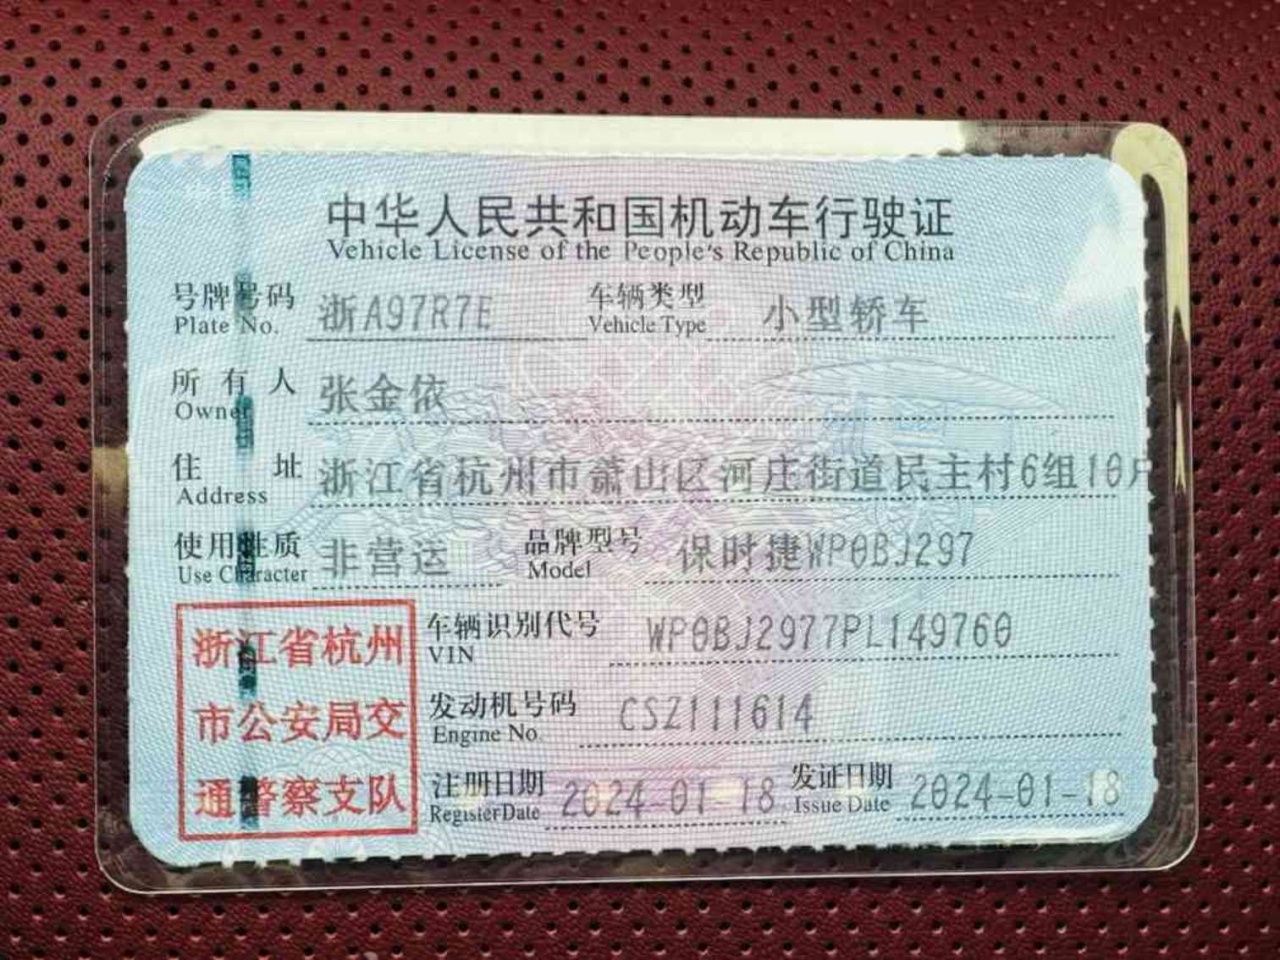 中华人民共和国机动车行驶证
Vehicle License of the People's Republic of China
号牌号码 浙A97R7E 车辆类型 小型轿车
Plate No. Vehicle Type
所有人 张金依
Owner
住址 浙江省杭州市萧山区河庄街道民主村6组10户
Address
使用性质 非营运 品牌型号 保时捷WP0BJ297
Use Character Model
浙江省杭州
市公安局交
通警察支队
车辆识别代号 WP0BJ2977PL149760
VIN
发动机号码 CSZ111614
Engine No.
注册日期 2024-01-18 发证日期 2024-01-18
Register Date Issue Date